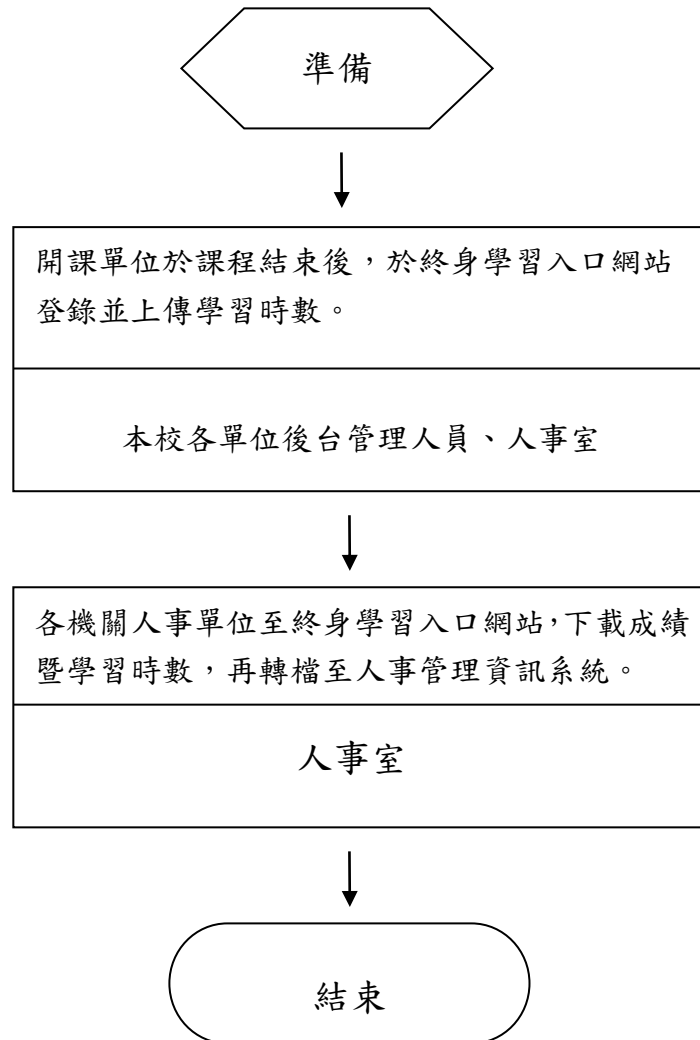 準備
開課單位於課程結束後，於終身學習入口網站
登錄並上傳學習時數。
本校各單位後台管理人員、人事室
各機關人事單位至終身學習入口網站，下載成績
暨學習時數，再轉檔至人事管理資訊系統。
人事室
結束